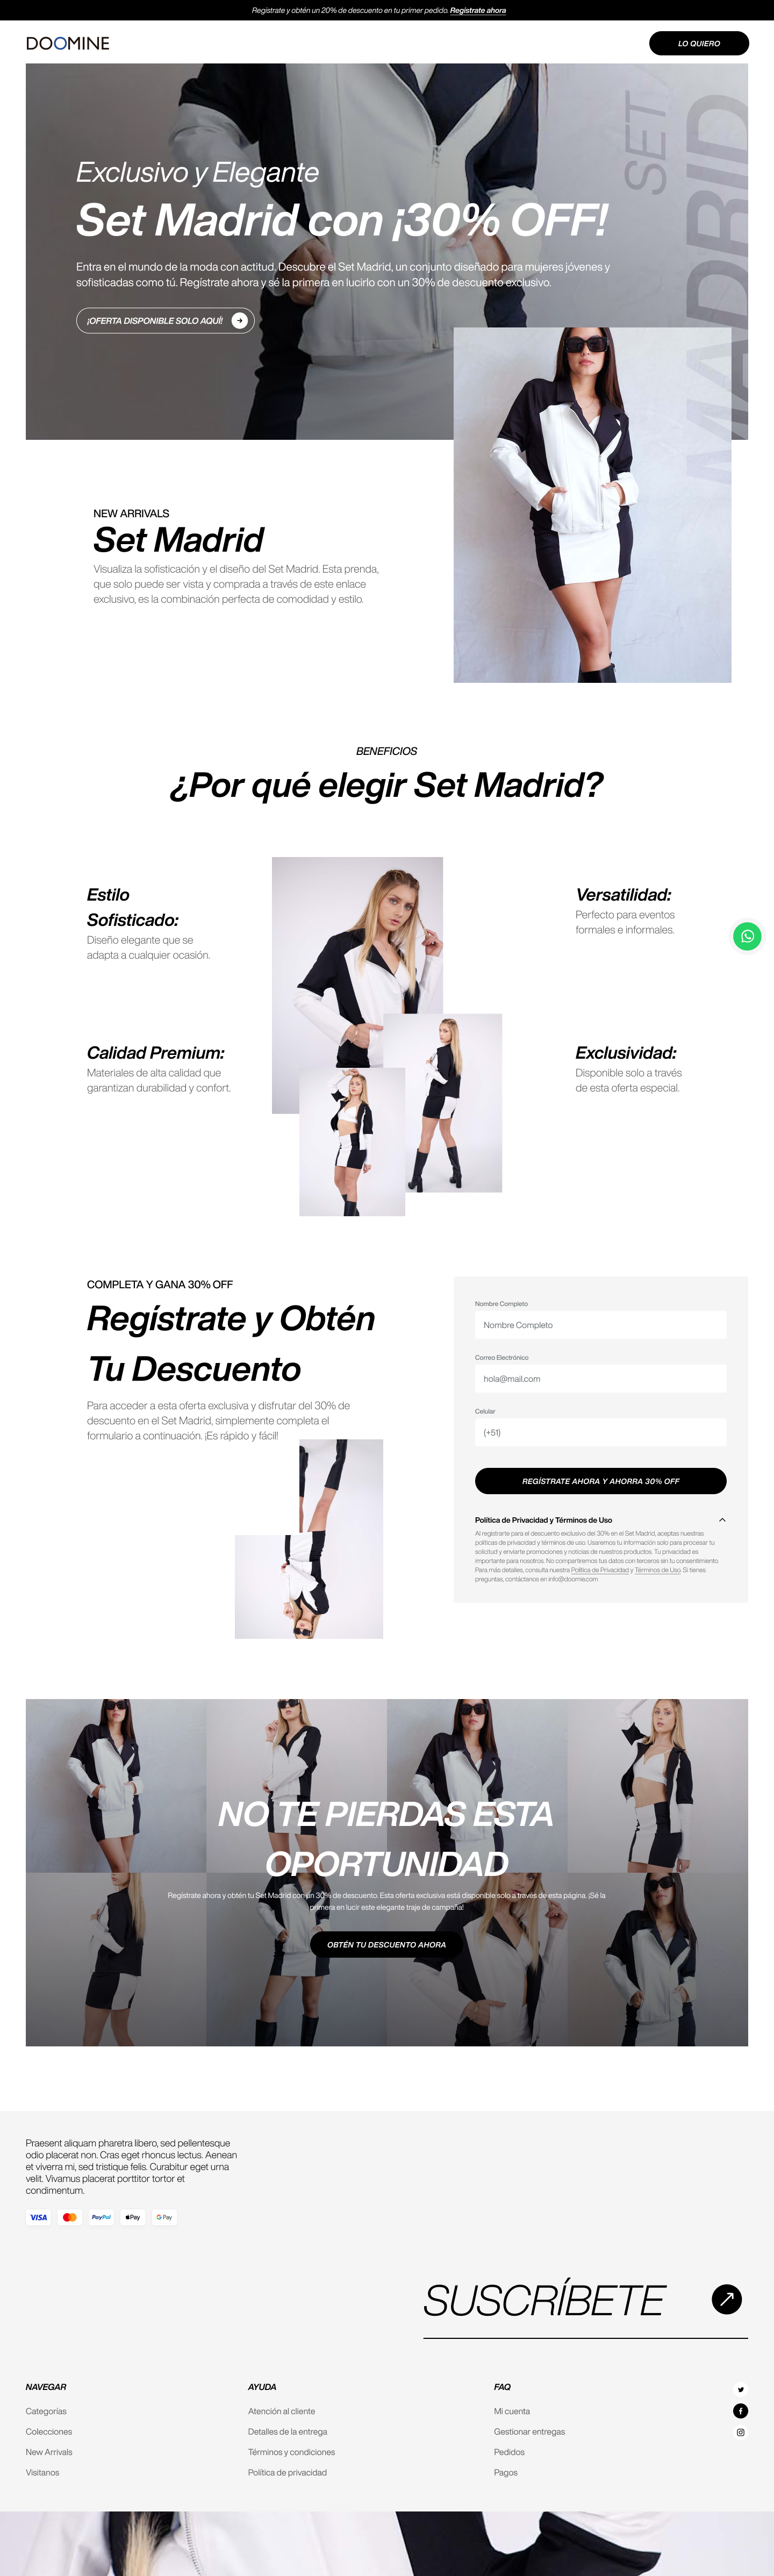 Regístrate y obtén un 20% de descuento en tu primer pedido. Regístrate ahora
DOOMINE
LO QUIERO
SET
MADRID
Exclusivo y Elegante
Set Madrid con ¡30% OFF!
Entra en el mundo de la moda con actitud. Descubre el Set Madrid, un conjunto diseñado para mujeres jóvenes y
sofisticadas como tú. Regístrate ahora y sé la primera en lucirlo con un 30% de descuento exclusivo.
¡OFERTA DISPONIBLE SOLO AQUÍ!
NEW ARRIVALS
Set Madrid
Visualiza la sofisticación y el diseño del Set Madrid. Esta prenda,
que solo puede ser vista y comprada a través de este enlace
exclusivo, es la combinación perfecta de comodidad y estilo.
BENEFICIOS
¿Por qué elegir Set Madrid?
Estilo
Sofisticado:
Diseño elegante que se
adapta a cualquier ocasión.
Versatilidad:
Perfecto para eventos
formales e informales.
Calidad Premium:
Materiales de alta calidad que
garantizan durabilidad y confort.
Exclusividad:
Disponible solo a través
de esta oferta especial.
COMPLETA Y GANA 30% OFF
Regístrate y Obtén
Tu Descuento
Para acceder a esta oferta exclusiva y disfrutar del 30% de
descuento en el Set Madrid, simplemente completa el
formulario a continuación. ¡Es rápido y fácil!
Nombre Completo
Nombre Completo
Correo Electrónico
hola@mail.com
Celular
(+51)
REGÍSTRATE AHORA Y AHORRA 30% OFF
Política de Privacidad y Términos de Uso
Al registrarte para el descuento exclusivo del 30% en el Set Madrid, aceptas nuestras
políticas de privacidad y términos de uso. Usaremos tu información solo para procesar tu
solicitud y enviarte promociones y noticias de nuestros productos. Tu privacidad es
importante para nosotros. No compartiremos tus datos con terceros sin tu consentimiento.
Para más detalles, consulta nuestra Política de Privacidad y Términos de Uso. Si tienes
preguntas, contáctanos en info@doomie.com
NO TE PIERDAS ESTA
OPORTUNIDAD
Regístrate ahora y obtén tu Set Madrid con un 30% de descuento. Esta oferta exclusiva está disponible solo a través de esta página. ¡Sé la
primera en lucir este elegante traje de campaña!
OBTÉN TU DESCUENTO AHORA
Praesent aliquam pharetra libero, sed pellentesque
odio placerat non. Cras eget rhoncus lectus. Aenean
et viverra mi, sed tristique felis. Curabitur eget urna
velit. Vivamus placerat porttitor tortor et
condimentum.
VISA
PayPal
Pay
G Pay
SUSCRÍBETE
NAVEGAR
Categorías
Colecciones
New Arrivals
Visitanos
AYUDA
Atención al cliente
Detalles de la entrega
Términos y condiciones
Política de privacidad
FAQ
Mi cuenta
Gestionar entregas
Pedidos
Pagos